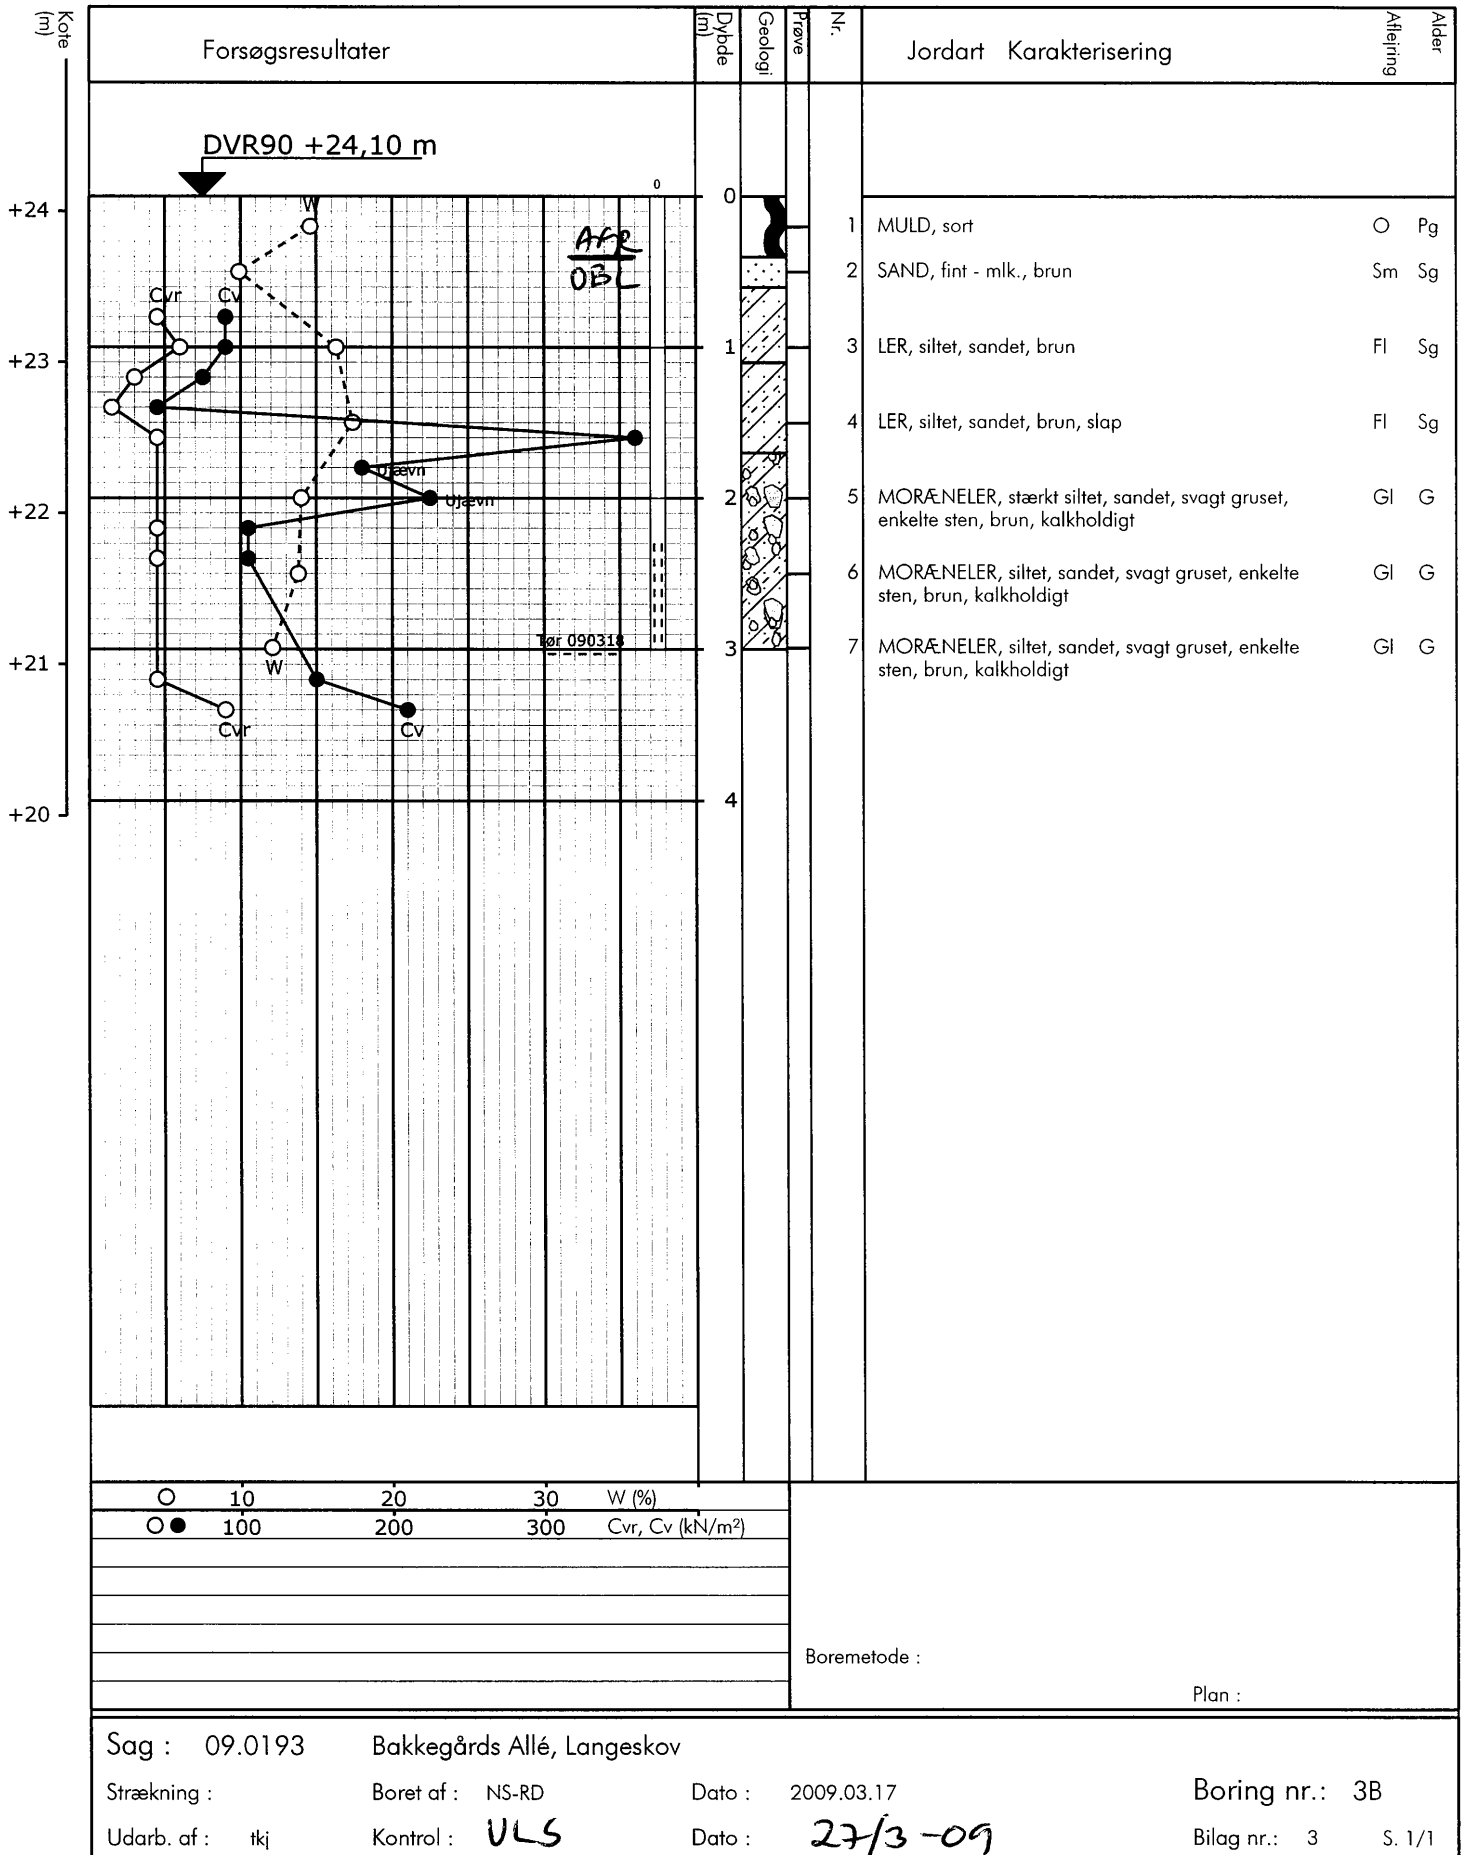 Kote (m)
Forsøgsresultater
Dybde (m)
Geologi
Prøve
Nr.
Jordart Karakterisering
Aflejring
Alder
DVR90 +24,10 m
0
0
+24
W
AFR
OBL
1 MULD, sort O Pg
2 SAND, fint - mlk., brun Sm Sg
Cvr Cv
+23
1
3 LER, siltet, sandet, brun Fl Sg
4 LER, siltet, sandet, brun, slap Fl Sg
Ujævn
Ujævn
+22
2
5 MORÆNELER, stærkt siltet, sandet, svagt gruset, Gl G
enkelte sten, brun, kalkholdigt
6 MORÆNELER, siltet, sandet, svagt gruset, enkelte Gl G
sten, brun, kalkholdigt
Tør 090318
+21
W
3
7 MORÆNELER, siltet, sandet, svagt gruset, enkelte Gl G
sten, brun, kalkholdigt
Cvr Cv
+20
4
10 20 30 W (%)
100 200 300 Cvr, Cv (kN/m²)
Boremetode :
Plan :
Sag : 09.0193 Bakkegårds Allé, Langeskov
Strækning : Boret af : NS-RD Dato : 2009.03.17 Boring nr.: 3B
Udarb. af : tkj Kontrol : VLS Dato : 27/3-09 Bilag nr.: 3 S. 1/1